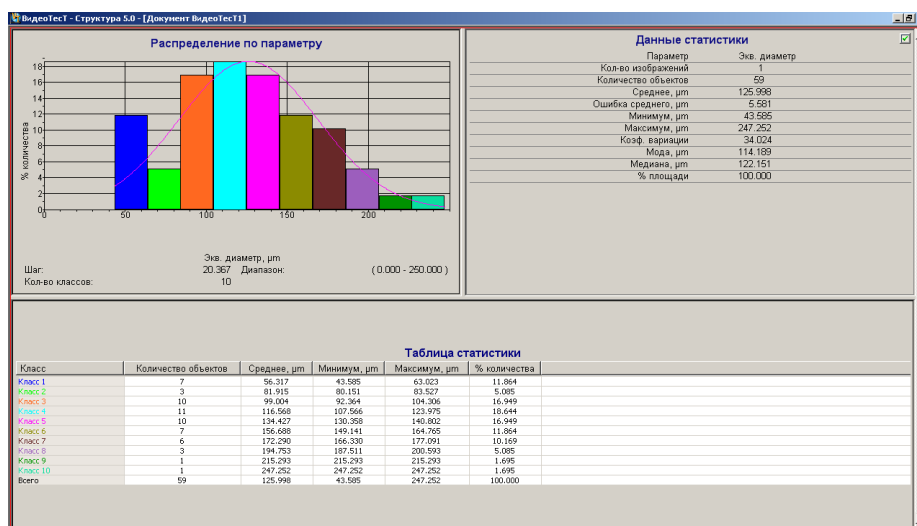 ВидеоТесТ - Структура 5.0 - [Документ ВидеоТесТ1]
Распределение по параметру
% количества
18
16
14
12
10
8
6
4
2
0
0 50 100 150 200
Экв. диаметр, µm
Шаг: 20.367 Диапазон: ( 0.000 - 250.000 )
Кол-во классов: 10
Данные статистики
Параметр Экв. диаметр
Кол-во изображений 1
Количество объектов 59
Среднее, µm 125.998
Ошибка среднего, µm 5.581
Минимум, µm 43.585
Максимум, µm 247.252
Коэф. вариации 34.024
Мода, µm 114.189
Медиана, µm 122.151
% площади 100.000
Таблица статистики
Класс Количество объектов Среднее, µm Минимум, µm Максимум, µm % количества
Класс 1 7 56.317 43.585 63.023 11.864
Класс 2 3 81.915 80.151 83.527 5.085
Класс 3 10 99.004 92.364 104.306 16.949
Класс 4 11 116.568 107.566 123.975 18.644
Класс 5 10 134.427 130.358 140.802 16.949
Класс 6 7 156.688 149.141 164.765 11.864
Класс 7 6 172.290 166.330 177.091 10.169
Класс 8 3 194.753 187.511 200.593 5.085
Класс 9 1 215.293 215.293 215.293 1.695
Класс 10 1 247.252 247.252 247.252 1.695
Всего 59 125.998 43.585 247.252 100.000